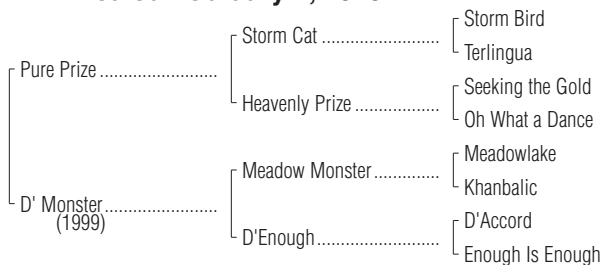 Storm Bird
Storm Cat ........................
Terlingua
Pure Prize ........................
Seeking the Gold
Heavenly Prize .................
Oh What a Dance
Meadowlake
Meadow Monster .............
Khanbalic
D' Monster .......................
(1999)
D'Accord
D'Enough .........................
Enough Is Enough